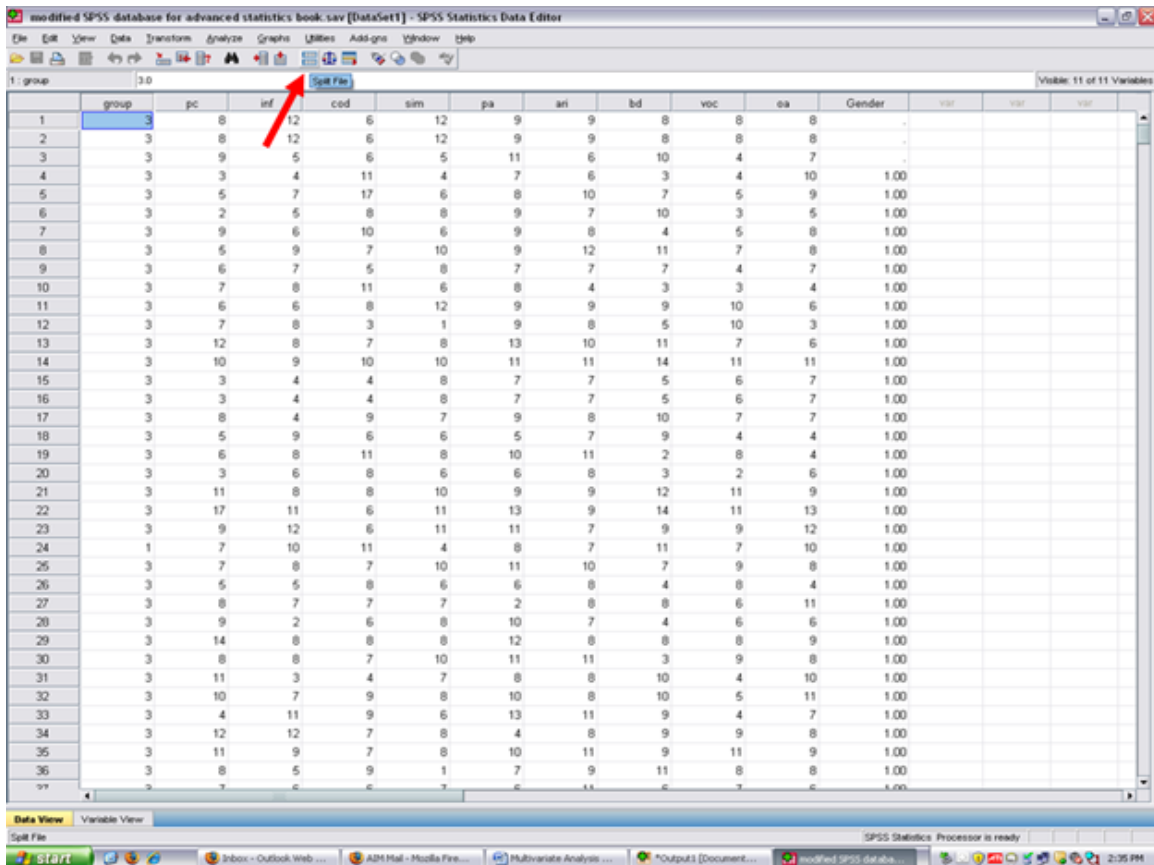 modified SPSS database for advanced statistics book.sav [DataSet1] - SPSS Statistics Data Editor
File Edit View Data Transform Analyze Graphs Utilities Add-ons Window Help
1 : group 3.0 Split File Visible: 11 of 11 Variables
group pc inf cod sim pa ari bd voc oa Gender var var var
1 3 8 12 6 12 9 9 8 8 8 .
2 3 8 12 6 12 9 9 8 8 8 .
3 3 9 5 6 5 11 6 10 4 7 .
4 3 3 4 11 4 7 6 3 4 10 1.00
5 3 5 7 17 6 8 10 7 5 9 1.00
6 3 2 5 8 8 9 7 10 3 5 1.00
7 3 9 6 10 6 9 8 4 5 8 1.00
8 3 5 9 7 10 9 12 11 7 8 1.00
9 3 6 7 5 8 7 7 7 4 7 1.00
10 3 7 8 11 6 8 4 3 3 4 1.00
11 3 6 6 8 12 9 9 9 10 6 1.00
12 3 7 8 3 1 9 8 5 10 3 1.00
13 3 12 8 7 8 13 10 11 7 6 1.00
14 3 10 9 10 10 11 11 14 11 11 1.00
15 3 3 4 4 8 7 7 5 6 7 1.00
16 3 3 4 4 8 7 7 5 6 7 1.00
17 3 8 4 9 7 9 8 10 7 7 1.00
18 3 5 9 6 6 5 7 9 4 4 1.00
19 3 6 8 11 8 10 11 2 8 4 1.00
20 3 3 6 8 6 6 8 3 2 6 1.00
21 3 11 8 8 10 9 9 12 11 9 1.00
22 3 17 11 6 11 13 9 14 11 13 1.00
23 3 9 12 6 11 11 7 9 9 12 1.00
24 1 7 10 11 4 8 7 11 7 10 1.00
25 3 7 8 7 10 11 10 7 9 8 1.00
26 3 5 5 8 6 6 8 4 8 4 1.00
27 3 8 7 7 7 2 8 8 6 11 1.00
28 3 9 2 6 8 10 7 4 6 6 1.00
29 3 14 8 8 8 12 8 8 8 9 1.00
30 3 8 8 7 10 11 11 3 9 8 1.00
31 3 11 3 4 7 8 8 10 4 10 1.00
32 3 10 7 9 8 10 8 10 5 11 1.00
33 3 4 11 9 6 13 11 9 4 7 1.00
34 3 12 12 7 8 4 8 9 9 8 1.00
35 3 11 9 7 8 10 11 9 11 9 1.00
36 3 8 5 9 1 7 9 11 8 8 1.00
Data View Variable View
Split File SPSS Statistics Processor is ready
start Inbox - Outlook Web ... AIM Mail - Mozilla Fire... Multivariate Analysis ... *Output1 [Document... modified SPSS databa... 2:35 PM